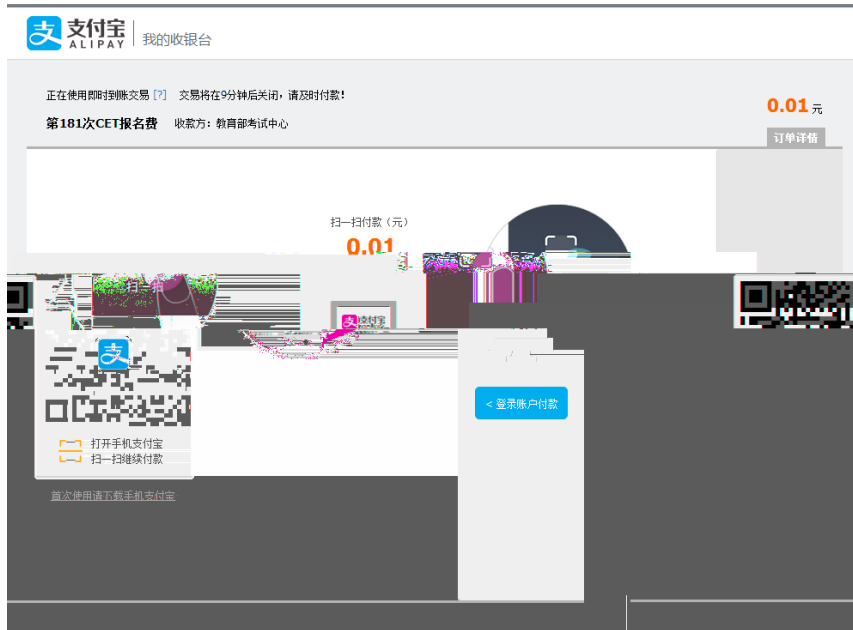 支付宝
ALIPAY
我的收银台
正在使用即时到账交易 [?] 交易将在9分钟后关闭，请及时付款！
0.01 元
第181次CET报名费 收款方：教育部考试中心
订单详情
扫一扫付款（元）
0.01
扫一扫
支付宝
支
< 登录账户付款
打开手机支付宝
扫一扫继续付款
首次使用请下载手机支付宝